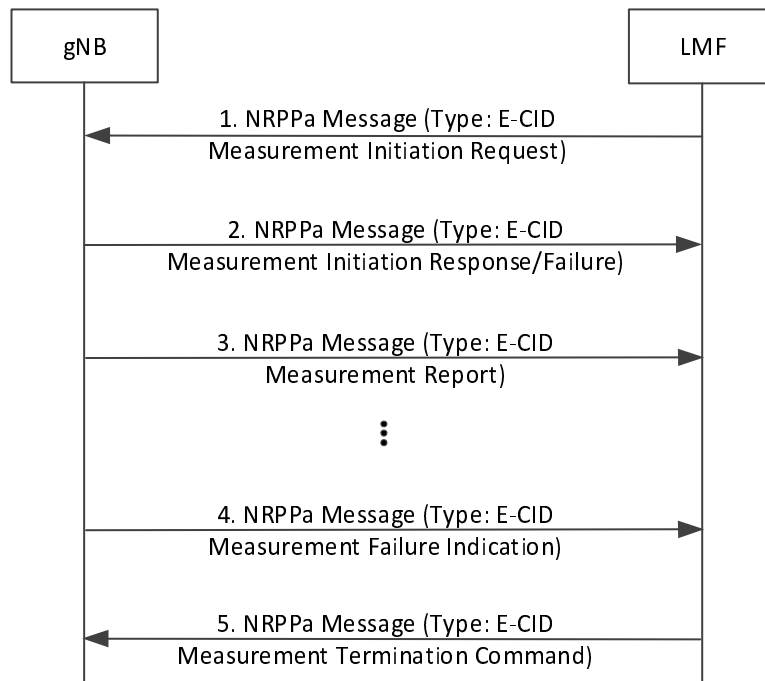 gNB
LMF
1. NRPPa Message (Type: E-CID
Measurement Initiation Request)
2. NRPPa Message (Type: E-CID
Measurement Initiation Response/Failure)
3. NRPPa Message (Type: E-CID
Measurement Report)
4. NRPPa Message (Type: E-CID
Measurement Failure Indication)
5. NRPPa Message (Type: E-CID
Measurement Termination Command)